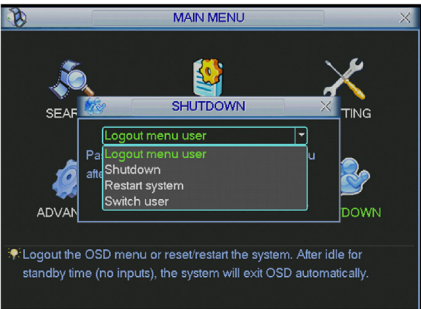 MAIN MENU
SEAR
TING
SHUTDOWN
Logout menu user
Pa
u
Logout menu user
afte
Shutdown
Restart system
Switch user
ADVAN
DOWN
Logout the OSD menu or reset/restart the system. After idle for
standby time (no inputs), the system will exit OSD automatically.